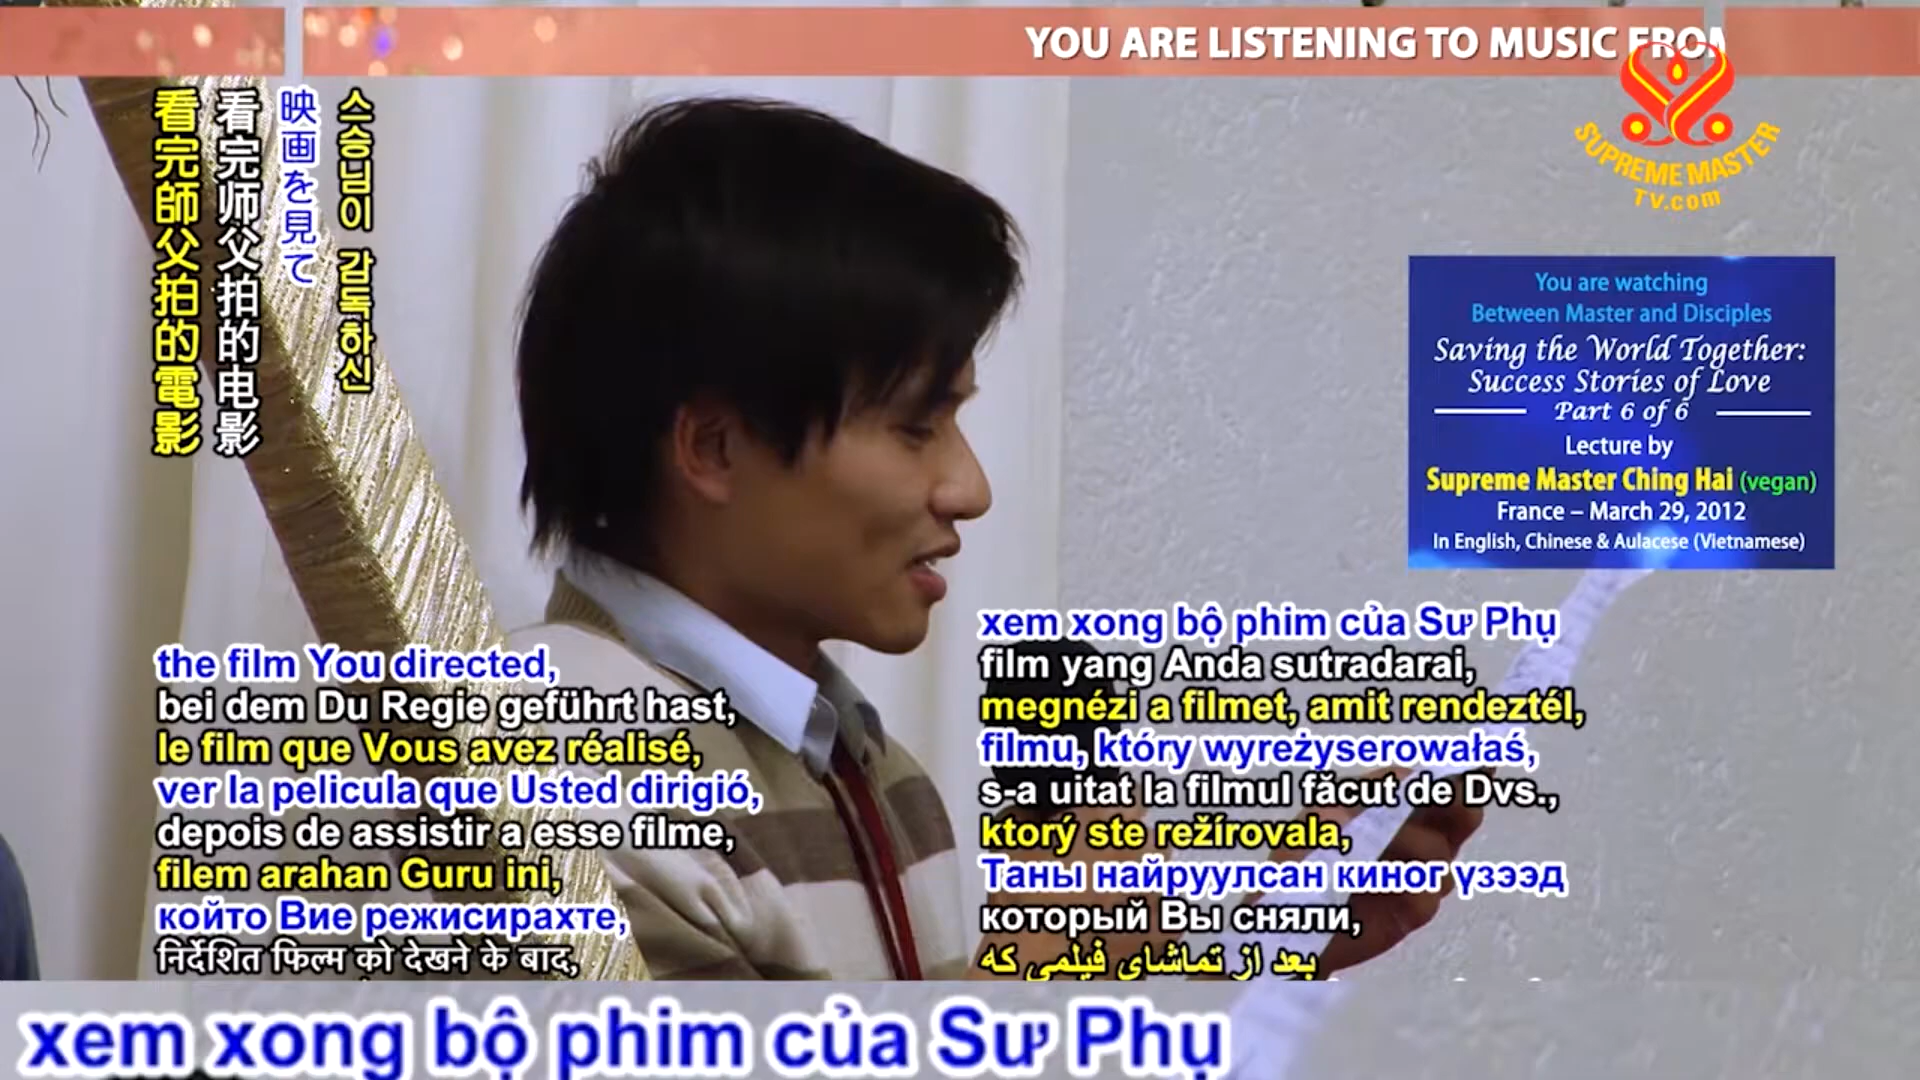 YOU ARE LISTENING TO MUSIC FROM
SUPREME MASTER
TV.com
看完師父拍的電影
看完师父拍的电影
映画を見て
스승님이 감독하신
You are watching
Between Master and Disciples
Saving the World Together:
Success Stories of Love
Part 6 of 6
Lecture by
Supreme Master Ching Hai (vegan)
France – March 29, 2012
In English, Chinese & Aulacese (Vietnamese)
the film You directed,
bei dem Du Regie geführt hast,
le film que Vous avez réalisé,
ver la pelicula que Usted dirigió,
depois de assistir a esse filme,
filem arahan Guru ini,
който Вие режисирахте,
निर्देशित फिल्म को देखने के बाद,
xem xong bộ phim của Sư Phụ
film yang Anda sutradarai,
megnézi a filmet, amit rendeztél,
filmu, który wyreżyserowałaś,
s-a uitat la filmul făcut de Dvs.,
ktorý ste režírovala,
Таны найруулсан киног үзээд
который Вы сняли,
بعد از تماشای فیلمی که
xem xong bộ phim của Sư Phụ